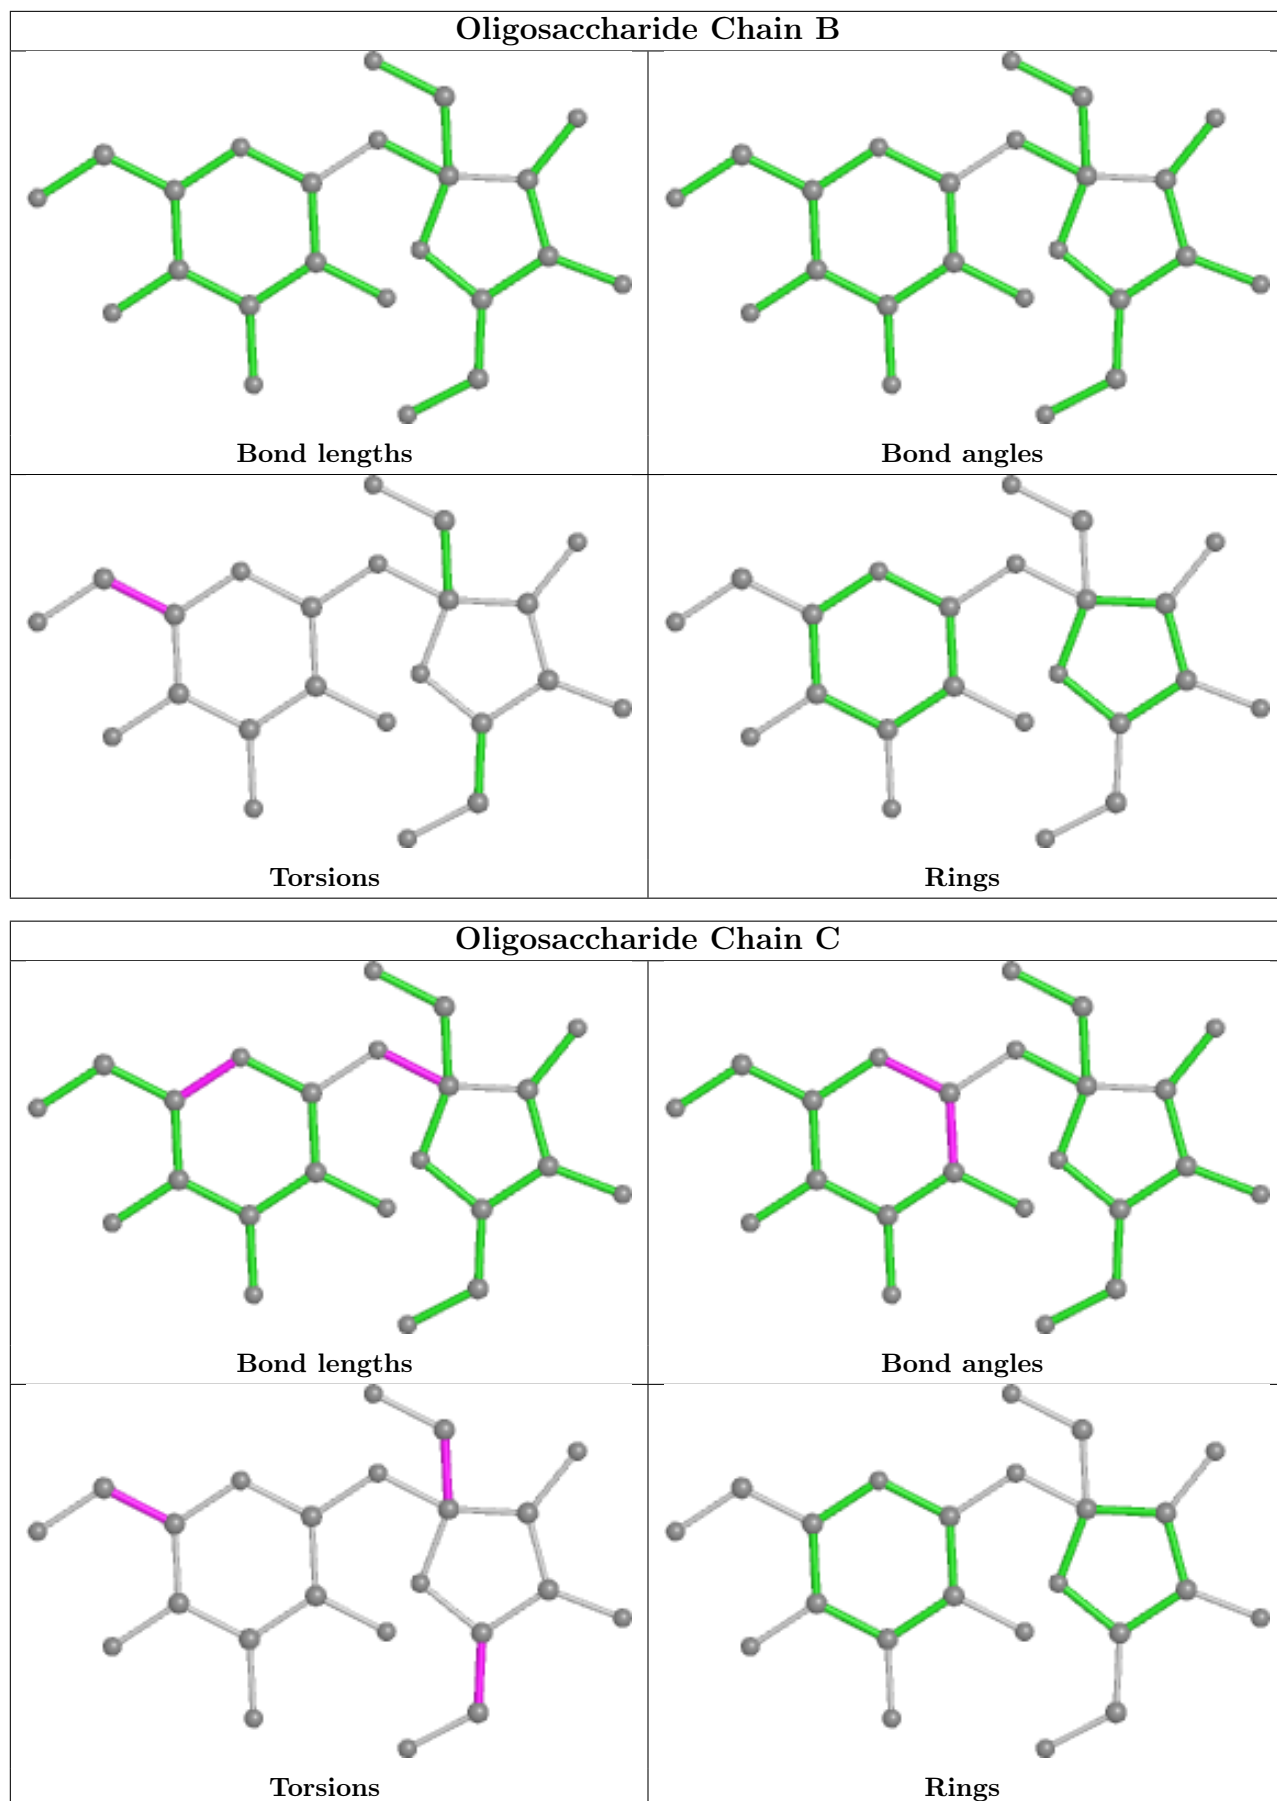 Oligosaccharide Chain B
Bond lengths
Bond angles
Torsions
Rings
Oligosaccharide Chain C
Bond lengths
Bond angles
Torsions
Rings